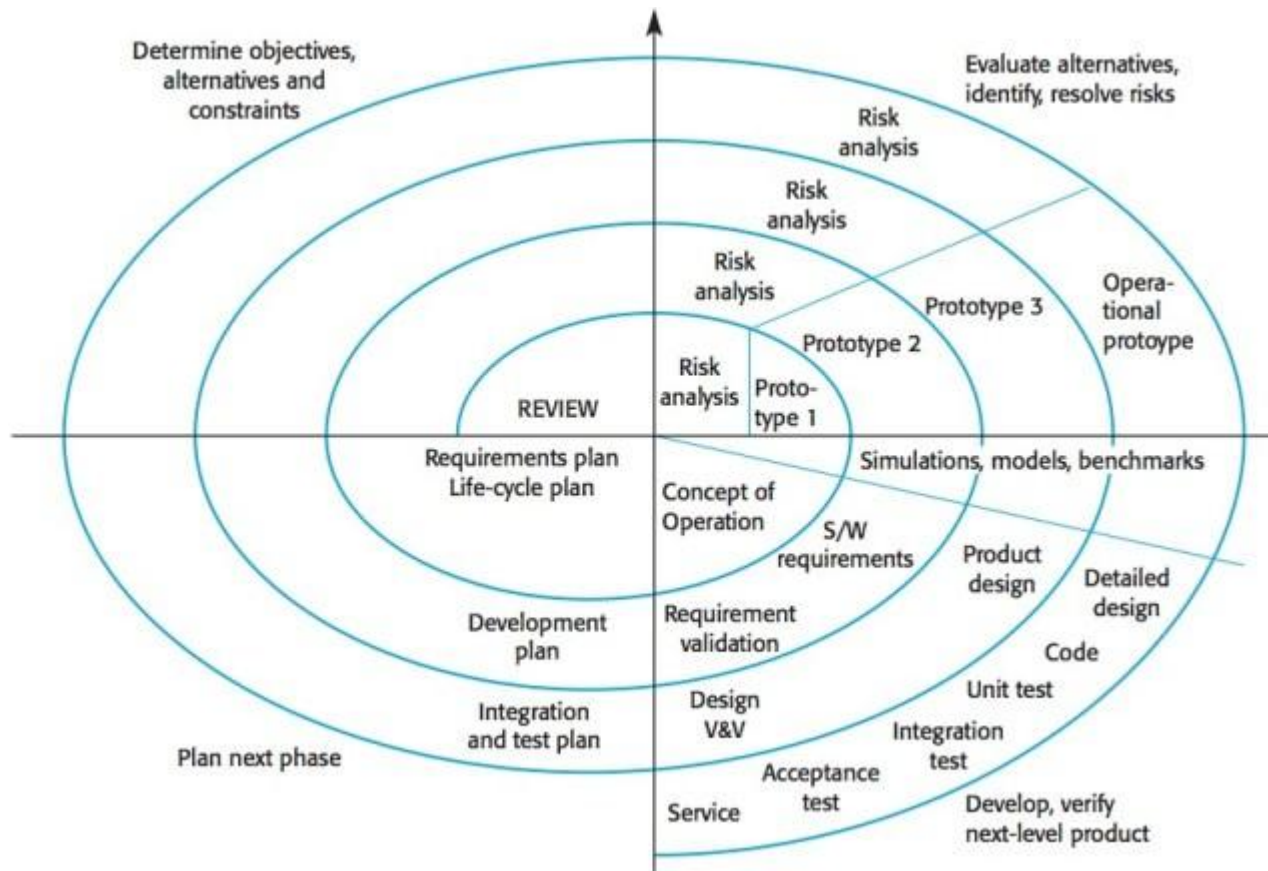 Determine objectives,
alternatives and
constraints
Evaluate alternatives,
identify, resolve risks
Risk
analysis
Risk
analysis
Risk
analysis
Risk
analysis
Proto-
type 1
Prototype 2
Prototype 3
Opera-
tional
protoype
REVIEW
Requirements plan
Life-cycle plan
Simulations, models, benchmarks
Concept of
Operation
S/W
requirements
Product
design
Detailed
design
Development
plan
Requirement
validation
Code
Unit test
Integration
and test plan
Design
V&V
Integration
test
Plan next phase
Acceptance
test
Service
Develop, verify
next-level product